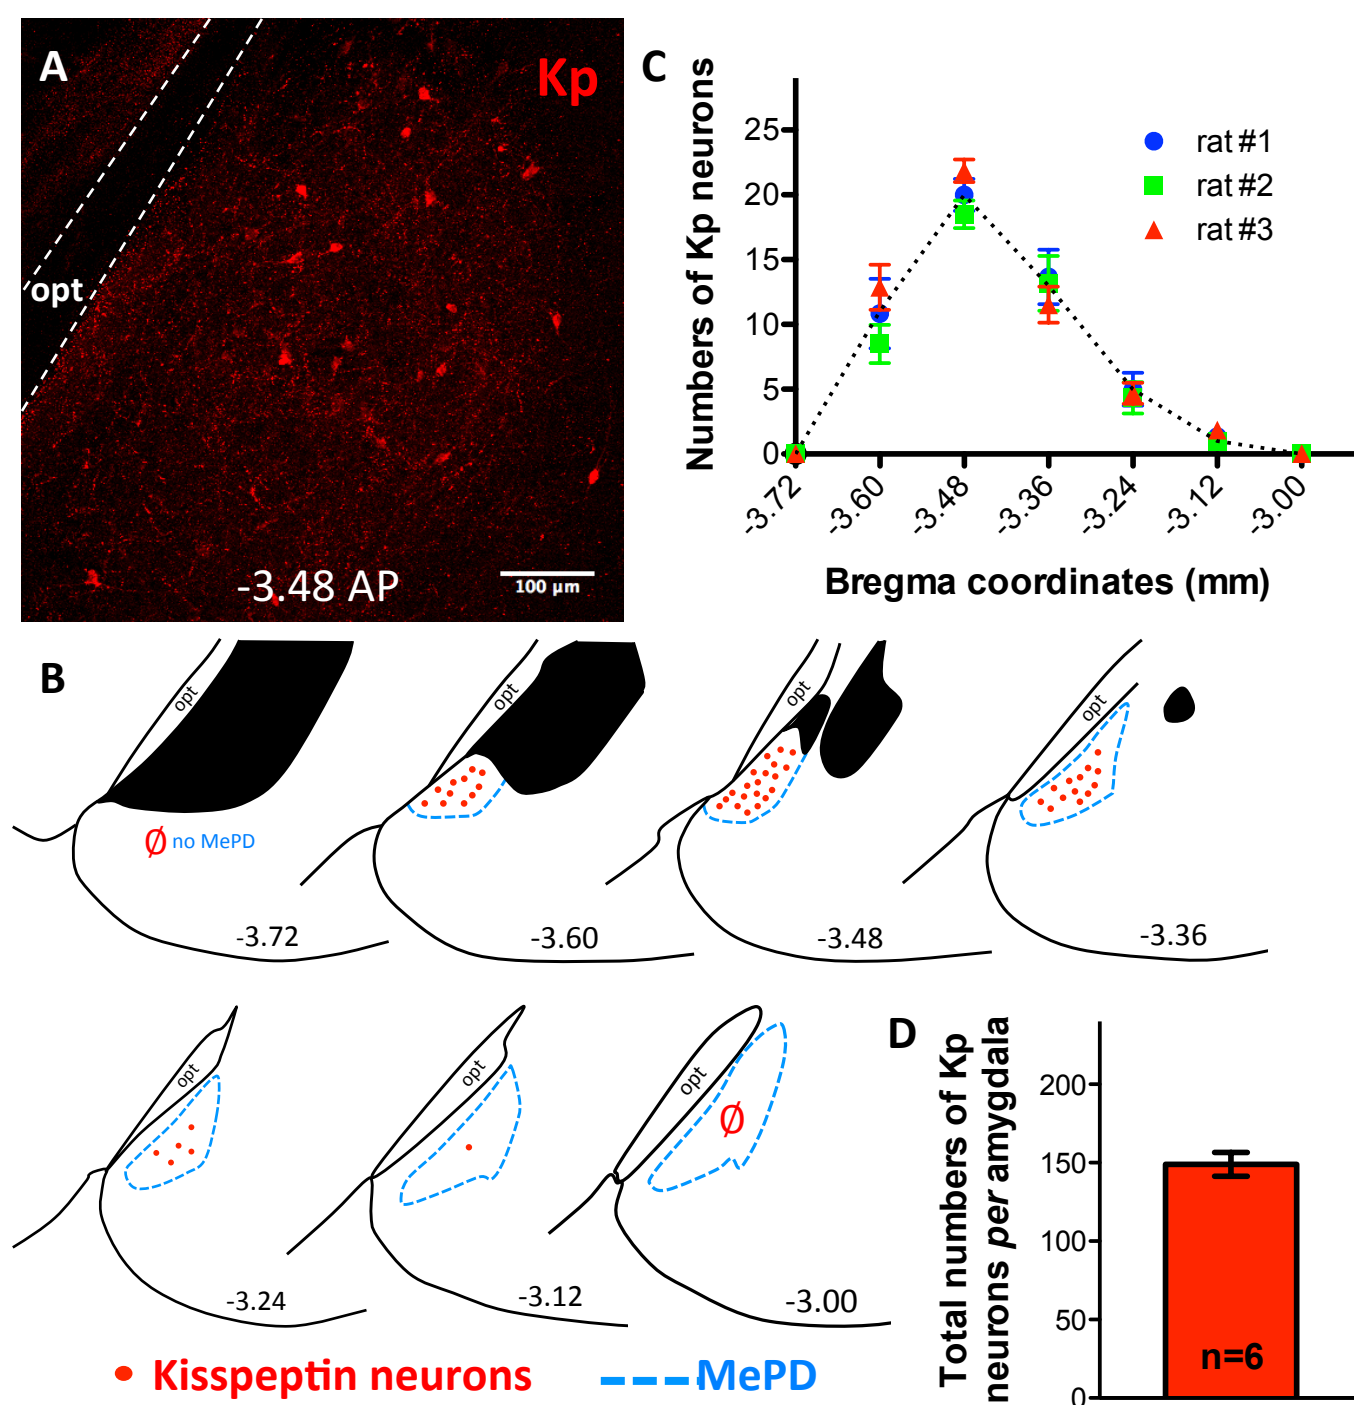 A
Kp
opt
-3.48 AP
100 µm
C
Numbers of Kp neurons
25
20
15
10
5
0
rat #1
rat #2
rat #3
-3.72
-3.60
-3.48
-3.36
-3.24
-3.12
-3.00
Bregma coordinates (mm)
B
opt
Ø no MePD
-3.72
opt
-3.60
opt
-3.48
opt
-3.36
opt
-3.24
opt
-3.12
opt
Ø
-3.00
Kisspeptin neurons
MePD
D
Total numbers of Kp
neurons per amygdala
200
150
100
50
0
n=6